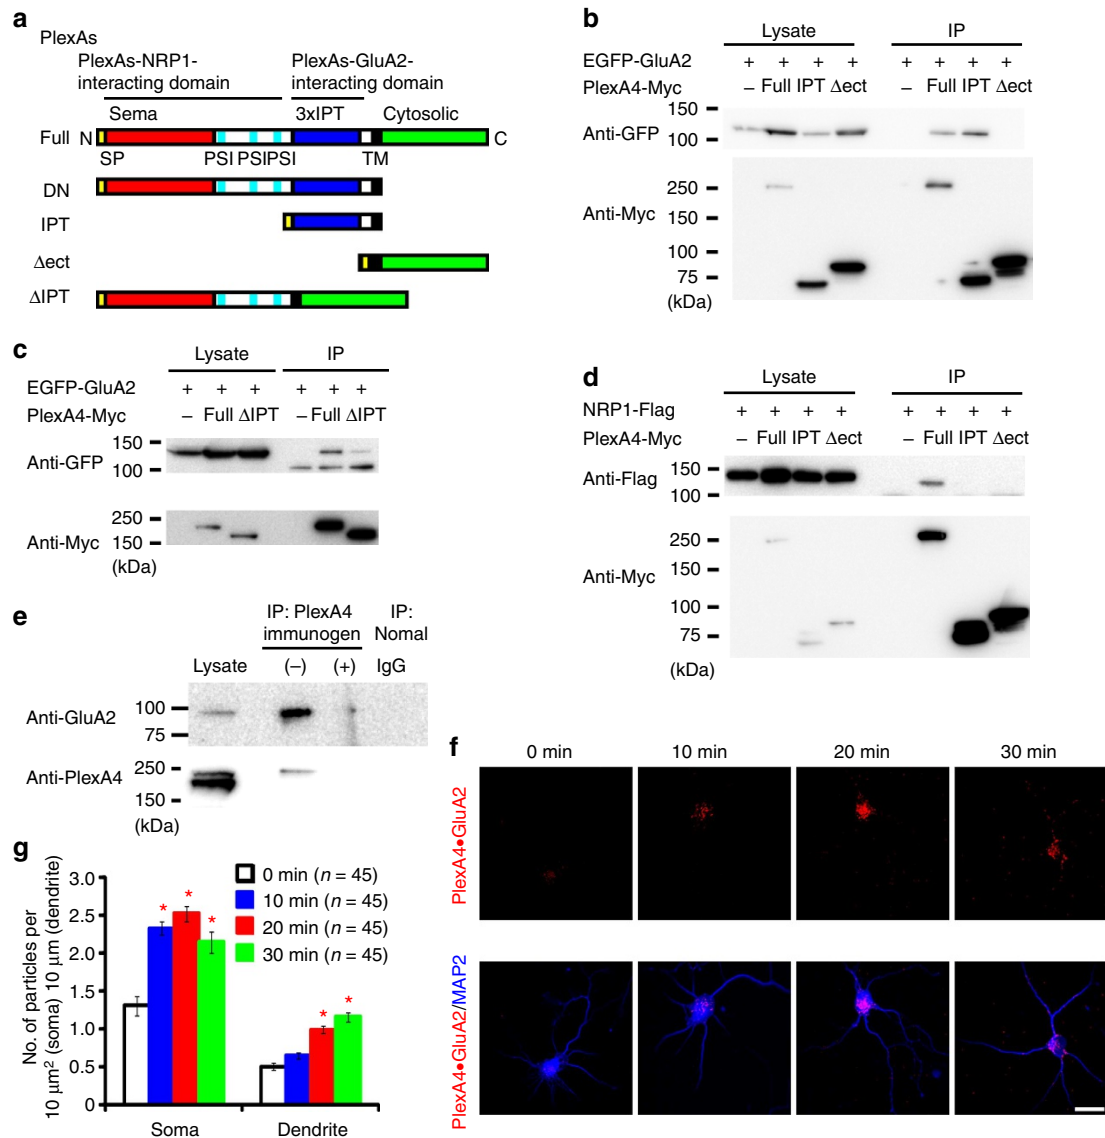 a
PlexAs
PlexAs-NRP1-
interacting domain
PlexAs-GluA2-
interacting domain
Sema 3xIPT Cytosolic
Full N C
SP PSI PSI PSI TM
DN
IPT
Δect
ΔIPT
b
Lysate IP
EGFP-GluA2 + + + + + + + +
PlexA4-Myc – Full IPT Δect – Full IPT Δect
Anti-GFP
150
100
Anti-Myc
250
150
100
75
(kDa)
c
Lysate IP
EGFP-GluA2 + + + + + +
PlexA4-Myc – Full ΔIPT – Full ΔIPT
Anti-GFP
150
100
Anti-Myc
250
150
(kDa)
d
Lysate IP
NRP1-Flag + + + + + + + +
PlexA4-Myc – Full IPT Δect – Full IPT Δect
Anti-Flag
150
100
Anti-Myc
250
150
100
75
(kDa)
e
IP: PlexA4
immunogen
IP:
Nomal
Lysate (–) (+) IgG
Anti-GluA2
100
75
Anti-PlexA4
250
150
(kDa)
f
0 min 10 min 20 min 30 min
PlexA4•GluA2
PlexA4•GluA2/MAP2
g
No. of particles per
10 μm² (soma) 10 μm (dendrite)
3.0
2.5
2.0
1.5
1.0
0.5
0
0 min (n = 45)
10 min (n = 45)
20 min (n = 45)
30 min (n = 45)
* * *
* *
Soma Dendrite